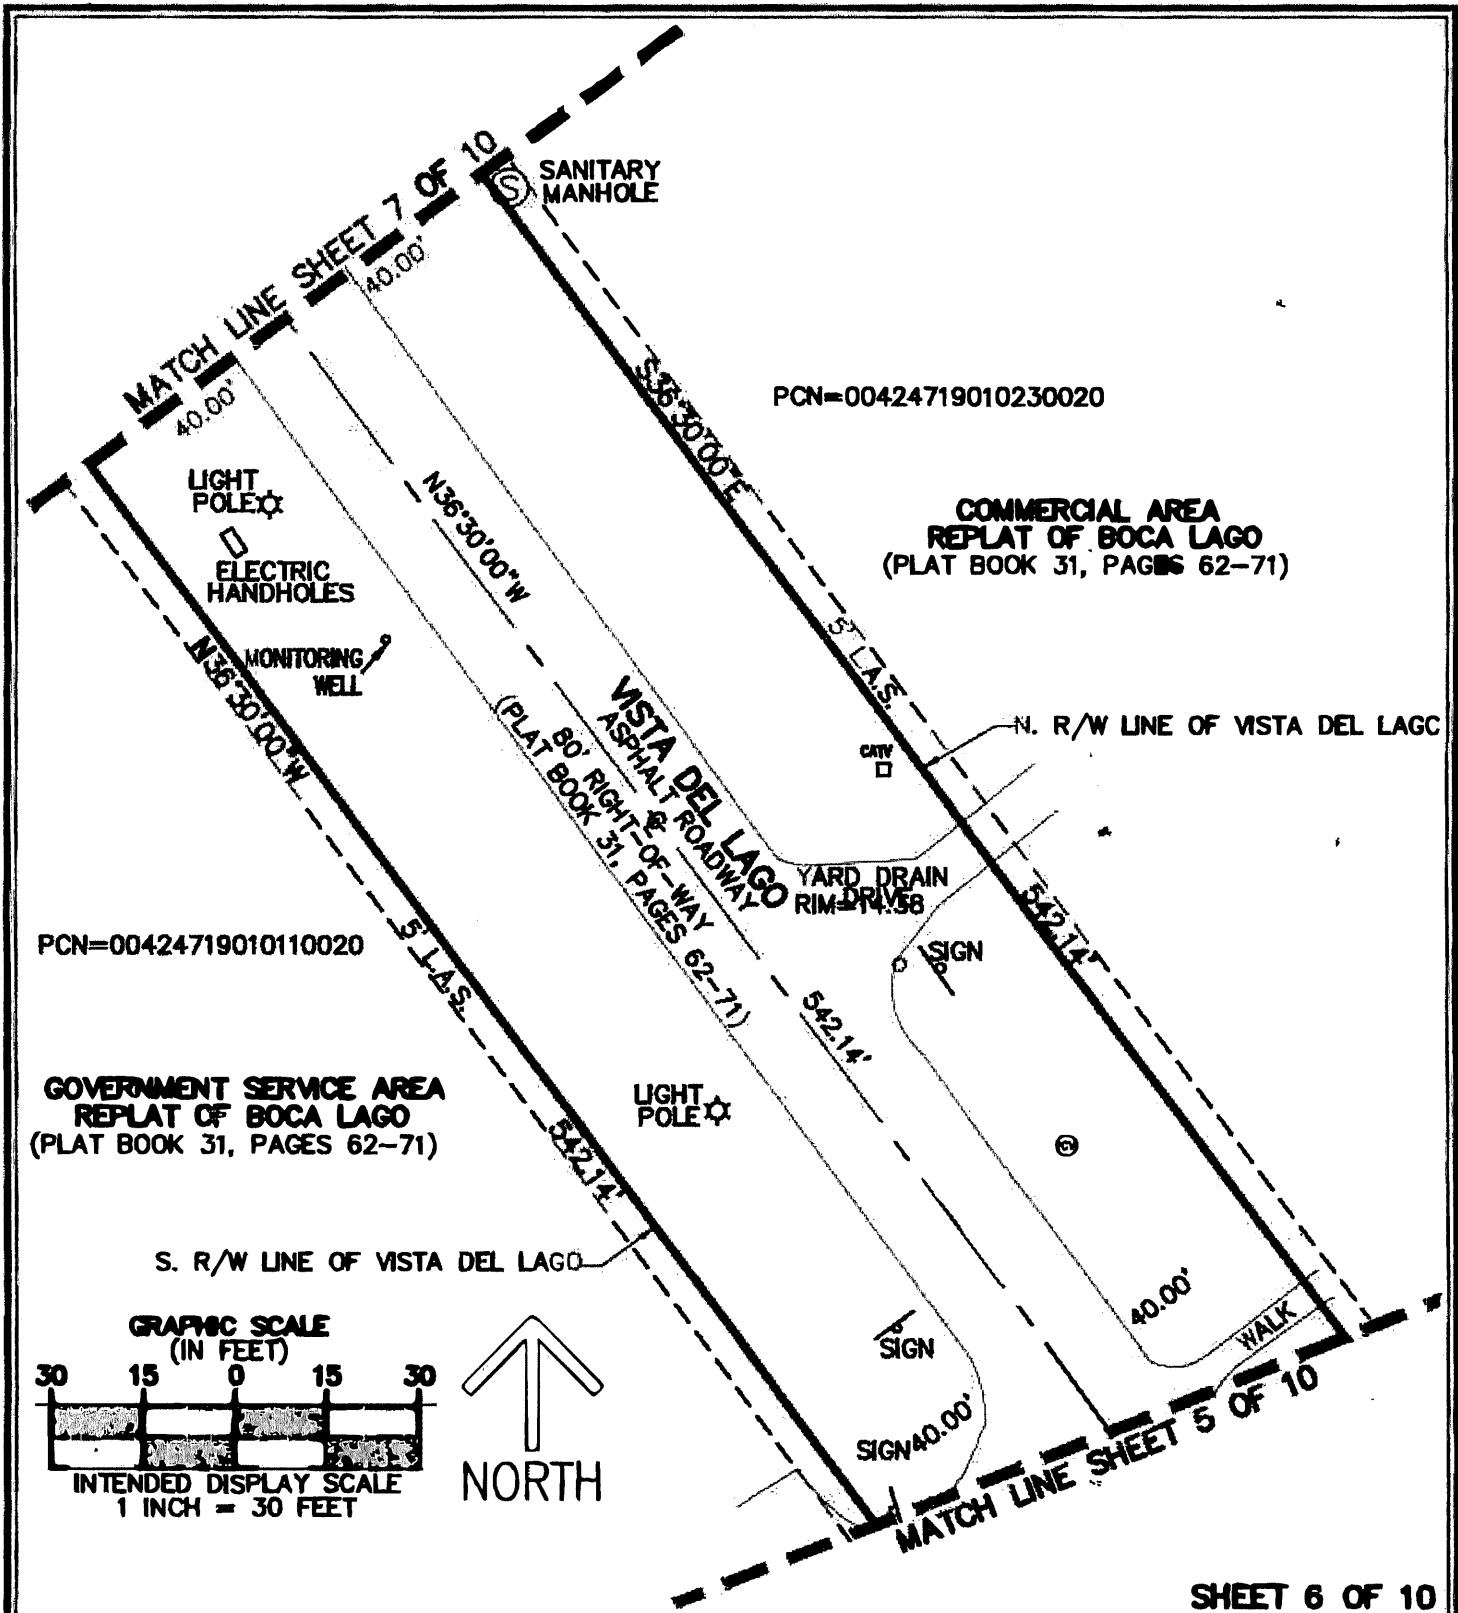 MATCH LINE SHEET 7 OF 10
SANITARY
MANHOLE
40.00'
40.00'
S36°30'00"E
PCN=00424719010230020
LIGHT
POLE
N36°30'00"W
COMMERCIAL AREA
REPLAT OF BOCA LAGO
(PLAT BOOK 31, PAGES 62-71)
ELECTRIC
HANDHOLES
MONITORING
WELL
N36°30'00"W
5' L.A.S.
VISTA DEL LAGO
ASPHALT ROADWAY
80' RIGHT-OF-WAY
(PLAT BOOK 31, PAGES 62-71)
N. R/W LINE OF VISTA DEL LAGO
CATV
YARD DRAIN
DRIVE
RIM=14.58
542.14'
SIGN
PCN=00424719010110020
5' L.A.S.
542.14'
GOVERNMENT SERVICE AREA
REPLAT OF BOCA LAGO
(PLAT BOOK 31, PAGES 62-71)
LIGHT
POLE
542.14'
S. R/W LINE OF VISTA DEL LAGO
40.00'
WALK
SIGN
GRAPHIC SCALE
(IN FEET)
30 15 0 15 30
INTENDED DISPLAY SCALE
1 INCH = 30 FEET
NORTH
SIGN
40.00'
MATCH LINE SHEET 5 OF 10
SHEET 6 OF 10